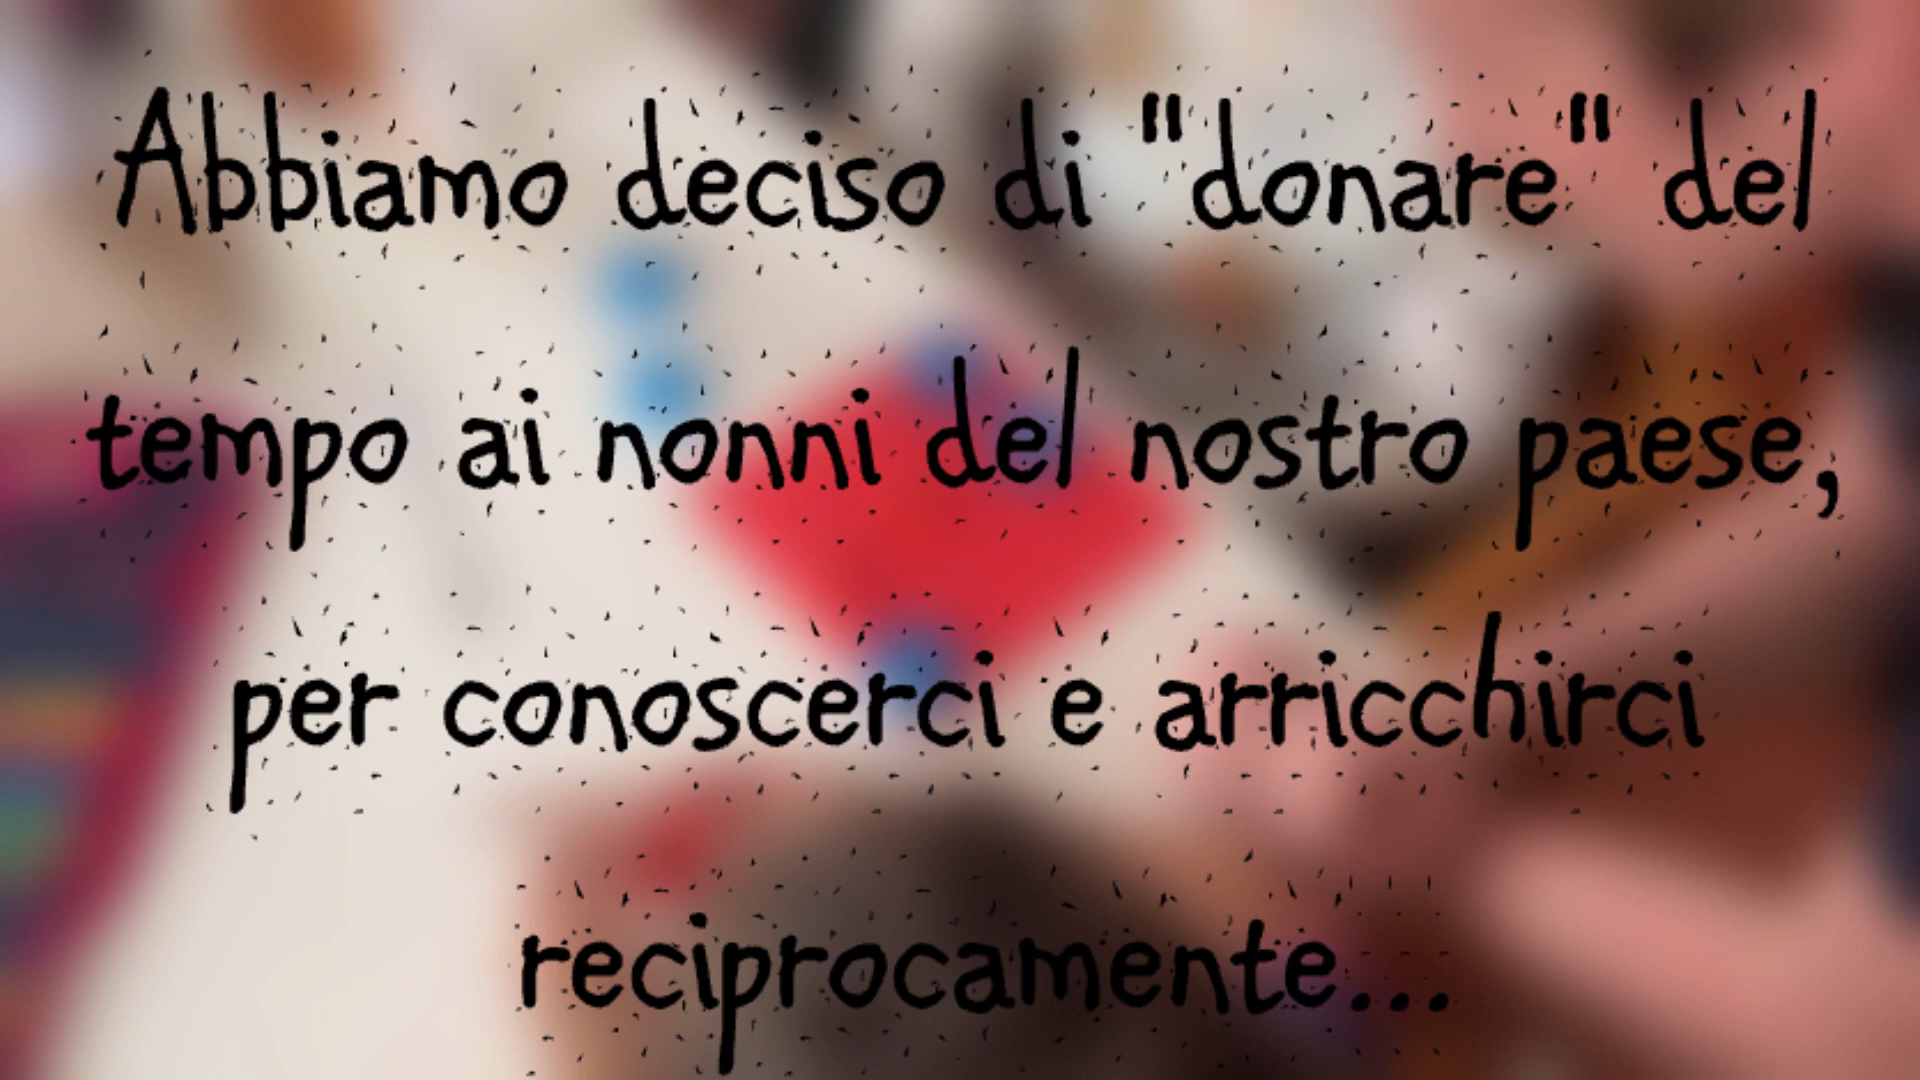 Abbiamo deciso di "donare" del
tempo ai nonni del nostro paese,
per conoscerci e arricchirci
reciprocamente...